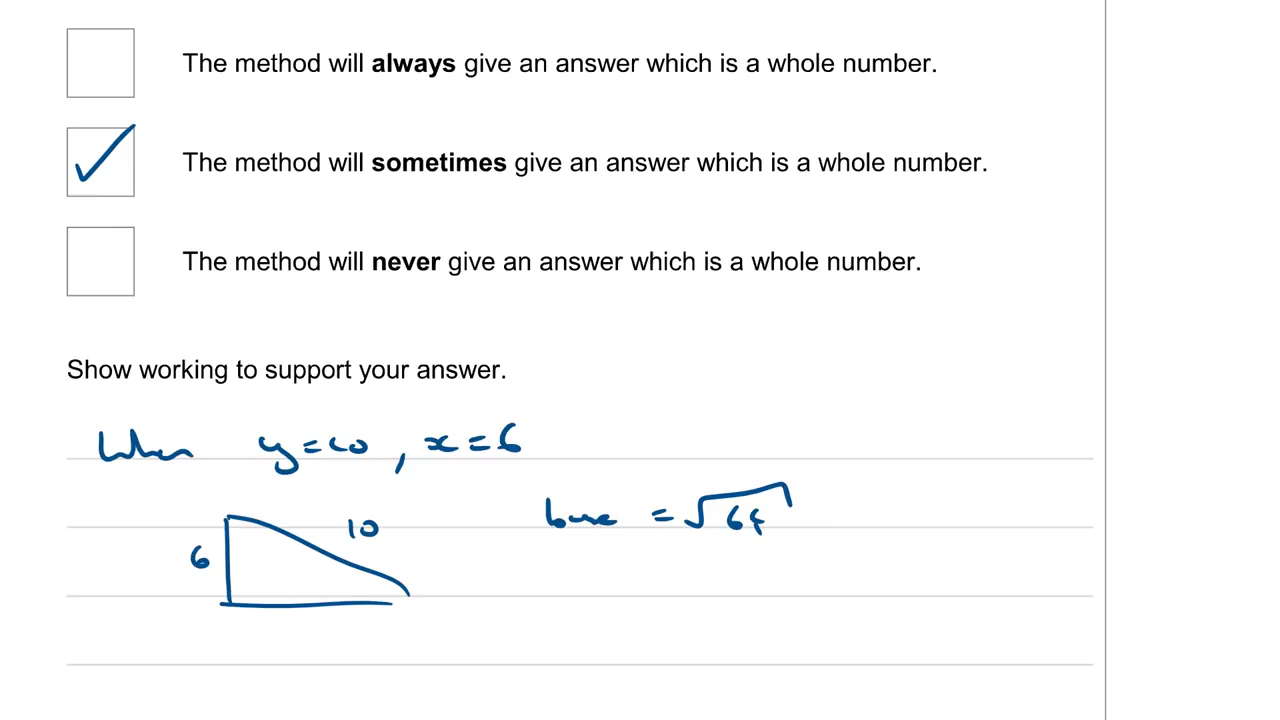 The method will always give an answer which is a whole number.
The method will sometimes give an answer which is a whole number.
The method will never give an answer which is a whole number.
Show working to support your answer.
When y=10, x=6
10
base = √64
6